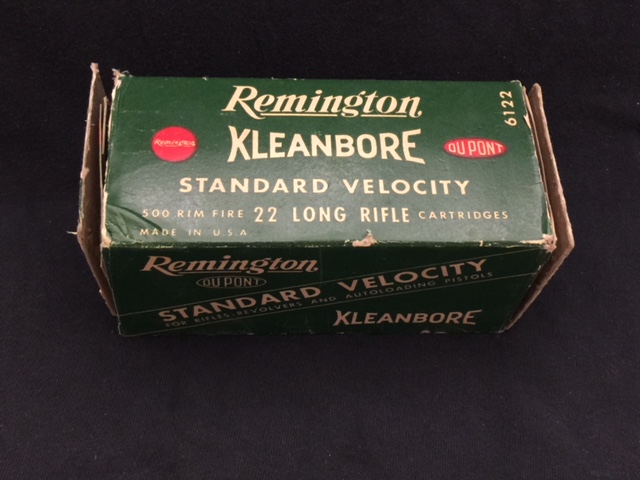 Remington
6122
Remington
KLEANBORE
DU PONT
STANDARD VELOCITY
500 RIM FIRE 22 LONG RIFLE CARTRIDGES
MADE IN U.S.A
Remington
DU PONT
STANDARD VELOCITY
FOR RIFLES, REVOLVERS AND AUTOLOADING PISTOLS
KLEANBORE